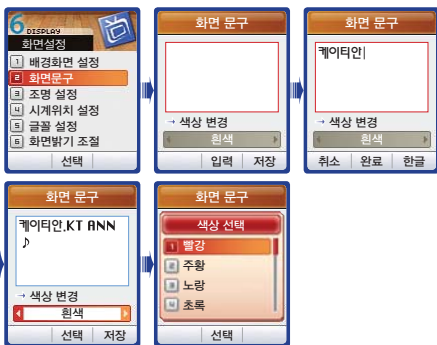 6 DISPLAY
화면설정
1 배경화면 설정
2 화면문구
3 조명 설정
4 시계위치 설정
5 글꼴 설정
6 화면밝기 조절
선택
화면 문구
→ 색상 변경
흰색
입력 저장
화면 문구
케이티안
→ 색상 변경
흰색
취소 완료 한글
화면 문구
케이티안.KT ANN
♪
→ 색상 변경
흰색
선택 저장
화면 문구
색상 선택
1 빨강
2 주황
3 노랑
4 초록
선택